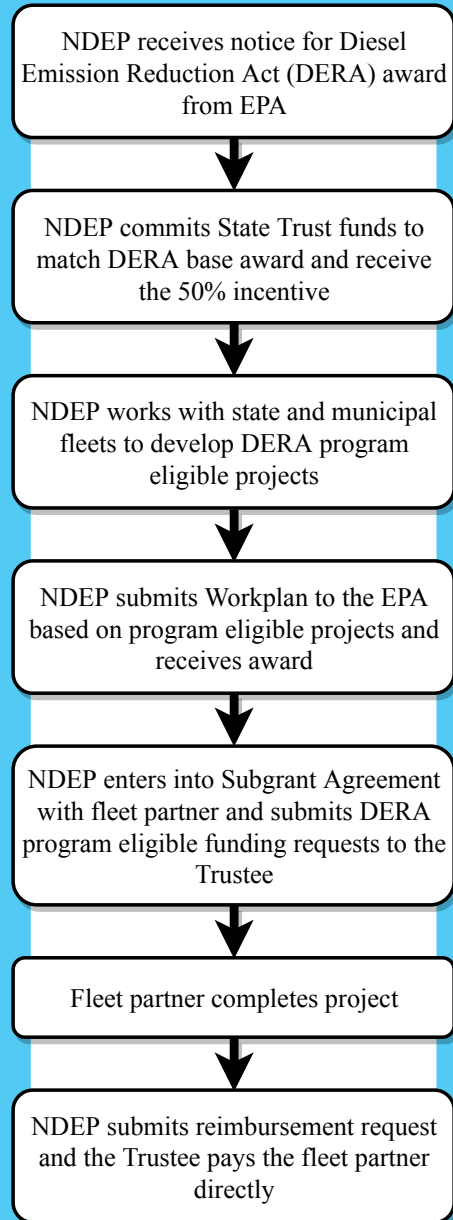 NDEP receives notice for Diesel
Emission Reduction Act (DERA) award
from EPA
NDEP commits State Trust funds to
match DERA base award and receive
the 50% incentive
NDEP works with state and municipal
fleets to develop DERA program
eligible projects
NDEP submits Workplan to the EPA
based on program eligible projects and
receives award
NDEP enters into Subgrant Agreement
with fleet partner and submits DERA
program eligible funding requests to the
Trustee
Fleet partner completes project
NDEP submits reimbursement request
and the Trustee pays the fleet partner
directly